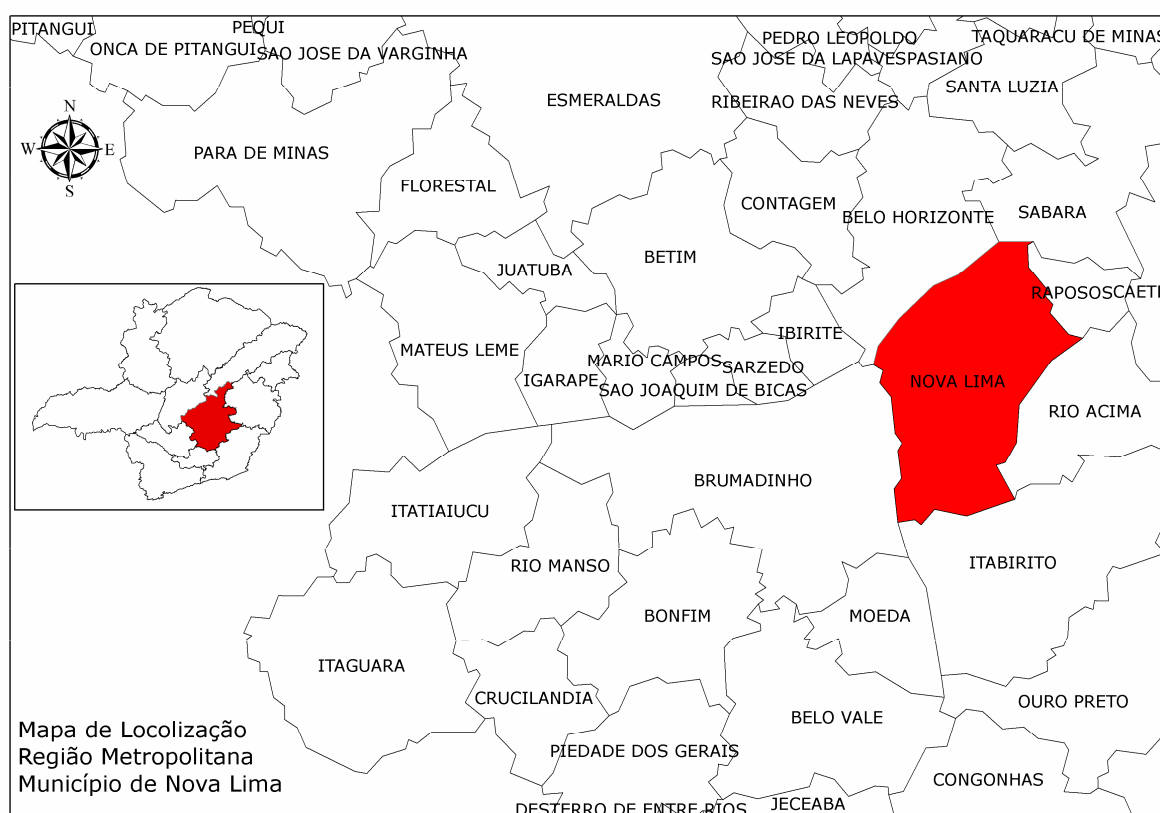 PITANGUI
PEQUI
ONCA DE PITANGUI
SAO JOSE DA VARGINHA
PEDRO LEOPOLDO
TAQUARACU DE MINAS
SAO JOSE DA LAPA
VESPASIANO
ESMERALDAS
RIBEIRAO DAS NEVES
SANTA LUZIA
N
W
E
S
PARA DE MINAS
FLORESTAL
CONTAGEM
BELO HORIZONTE
SABARA
BETIM
JUATUBA
RAPOSOS
CAET
IBIRITE
MATEUS LEME
MARIO CAMPOS
SARZEDO
IGARAPE
SAO JOAQUIM DE BICAS
NOVA LIMA
RIO ACIMA
BRUMADINHO
ITATIAIUCU
RIO MANSO
ITABIRITO
BONFIM
MOEDA
ITAGUARA
CRUCILANDIA
OURO PRETO
BELO VALE
PIEDADE DOS GERAIS
CONGONHAS
DESTERRO DE ENTRE RIOS
JECEABA
Mapa de Locolização
Região Metropolitana
Município de Nova Lima